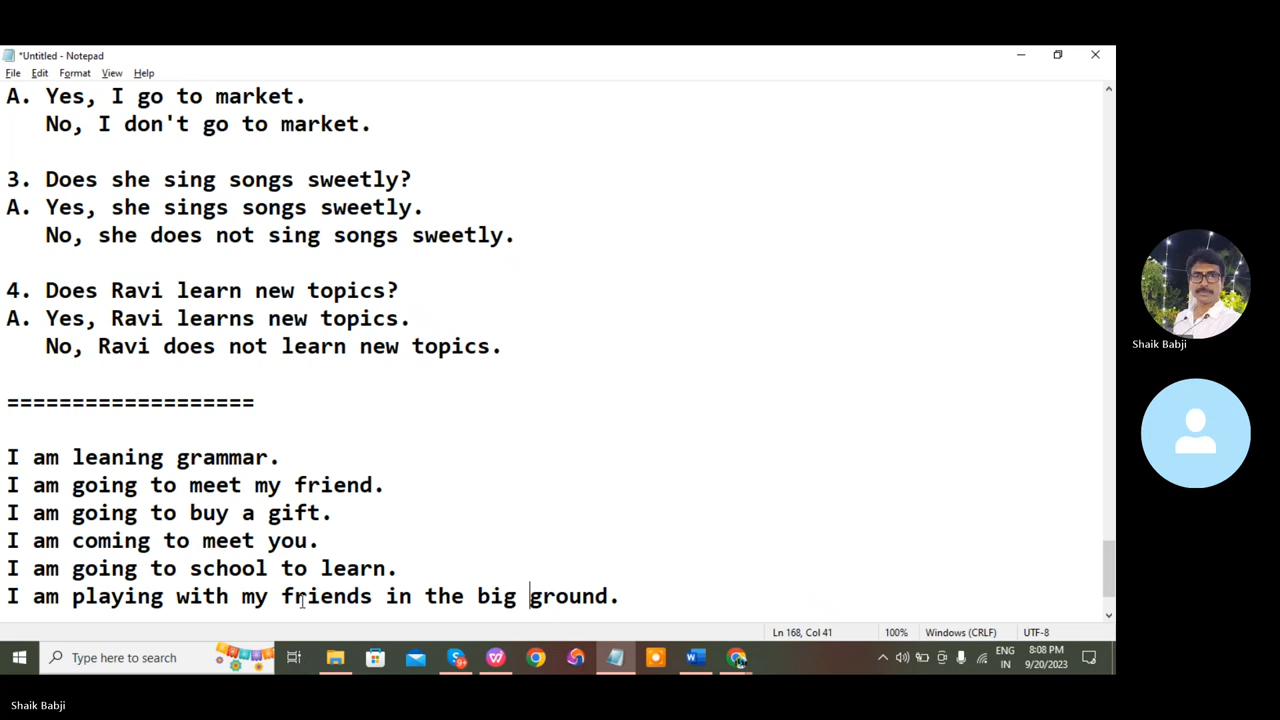 *Untitled - Notepad
File Edit Format View Help
A. Yes, I go to market.
No, I don't go to market.
3. Does she sing songs sweetly?
A. Yes, she sings songs sweetly.
No, she does not sing songs sweetly.
4. Does Ravi learn new topics?
A. Yes, Ravi learns new topics.
No, Ravi does not learn new topics.
===================
I am leaning grammar.
I am going to meet my friend.
I am going to buy a gift.
I am coming to meet you.
I am going to school to learn.
I am playing with my friends in the big ground.
Ln 168, Col 41 100% Windows (CRLF) UTF-8
Type here to search
ENG
IN
8:08 PM
9/20/2023
Shaik Babji
Shaik Babji